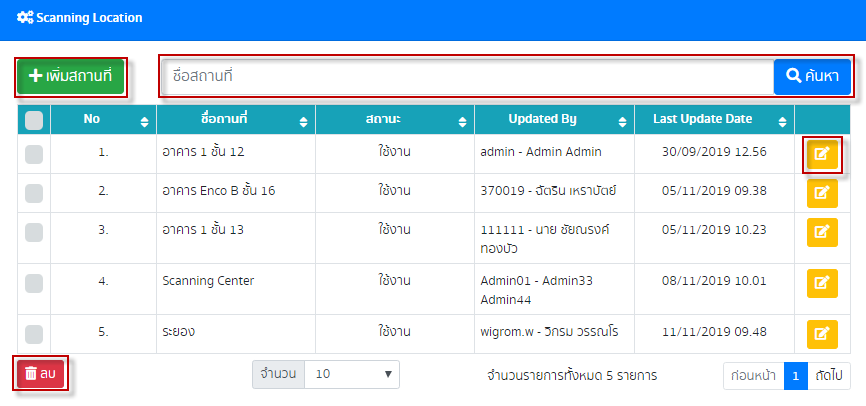 Scanning Location
เพิ่มสถานที่ ชื่อสถานที่ ค้นหา
No ชื่อถานที่ สถานะ Updated By Last Update Date
1. อาคาร 1 ชั้น 12 ใช้งาน admin - Admin Admin 30/09/2019 12.56
2. อาคาร Enco B ชั้น 16 ใช้งาน 370019 - ฉัตริน เหราบัตย์ 05/11/2019 09.38
3. อาคาร 1 ชั้น 13 ใช้งาน 111111 - นาย ชัยณรงค์ 05/11/2019 10.23
ทองบัว
4. Scanning Center ใช้งาน Admin01 - Admin33 08/11/2019 10.01
Admin44
5. ระยอง ใช้งาน wigrom.w - วิกรม วรรณโร 11/11/2019 09.48
ลบ จำนวน 10 จำนวนรายการทั้งหมด 5 รายการ ก่อนหน้า 1 ถัดไป